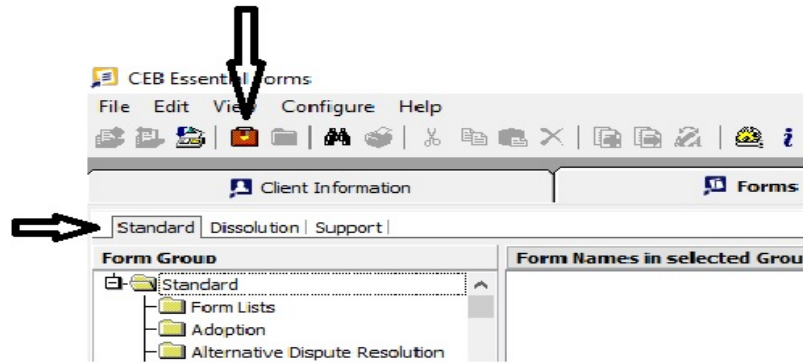 CEB Essential Forms
File Edit View Configure Help
Client Information Forms
Standard Dissolution Support
Form Group Form Names in selected Grou
Standard
Form Lists
Adoption
Alternative Dispute Resolution